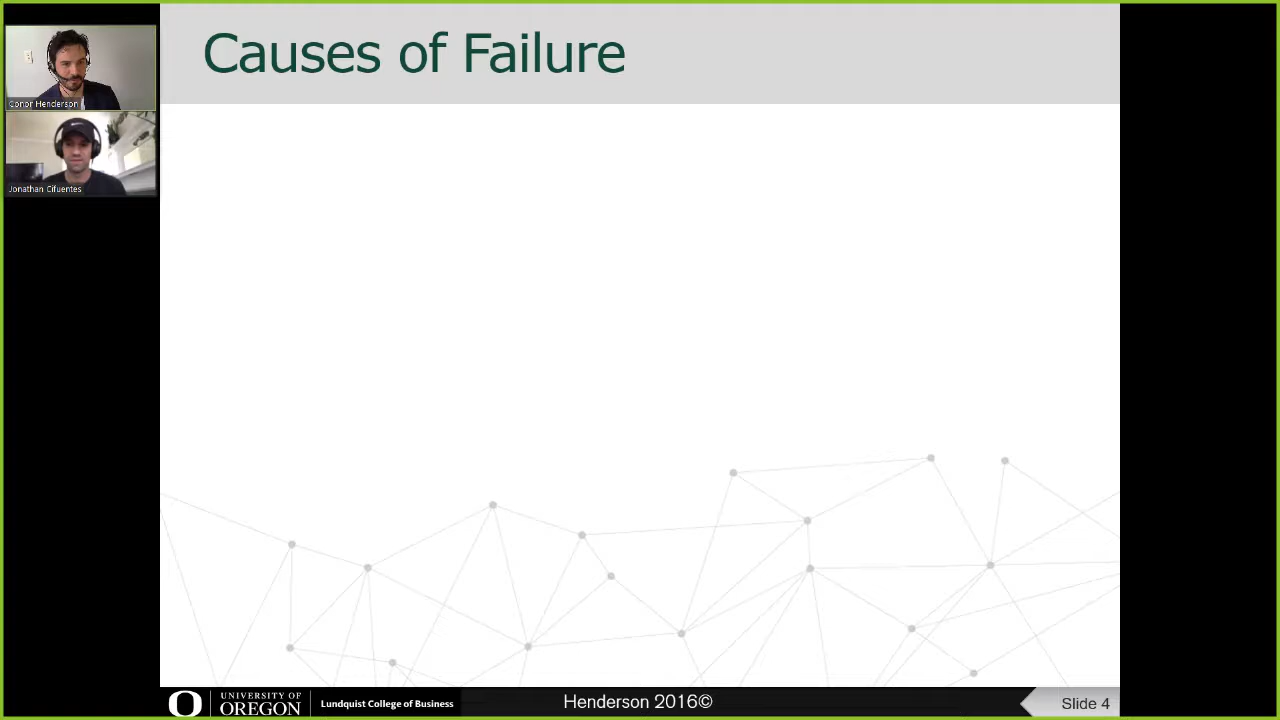 Causes of Failure
Conor Henderson
Jonathan Cifuentes
UNIVERSITY OF
OREGON
Lundquist College of Business
Henderson 2016©
Slide 4